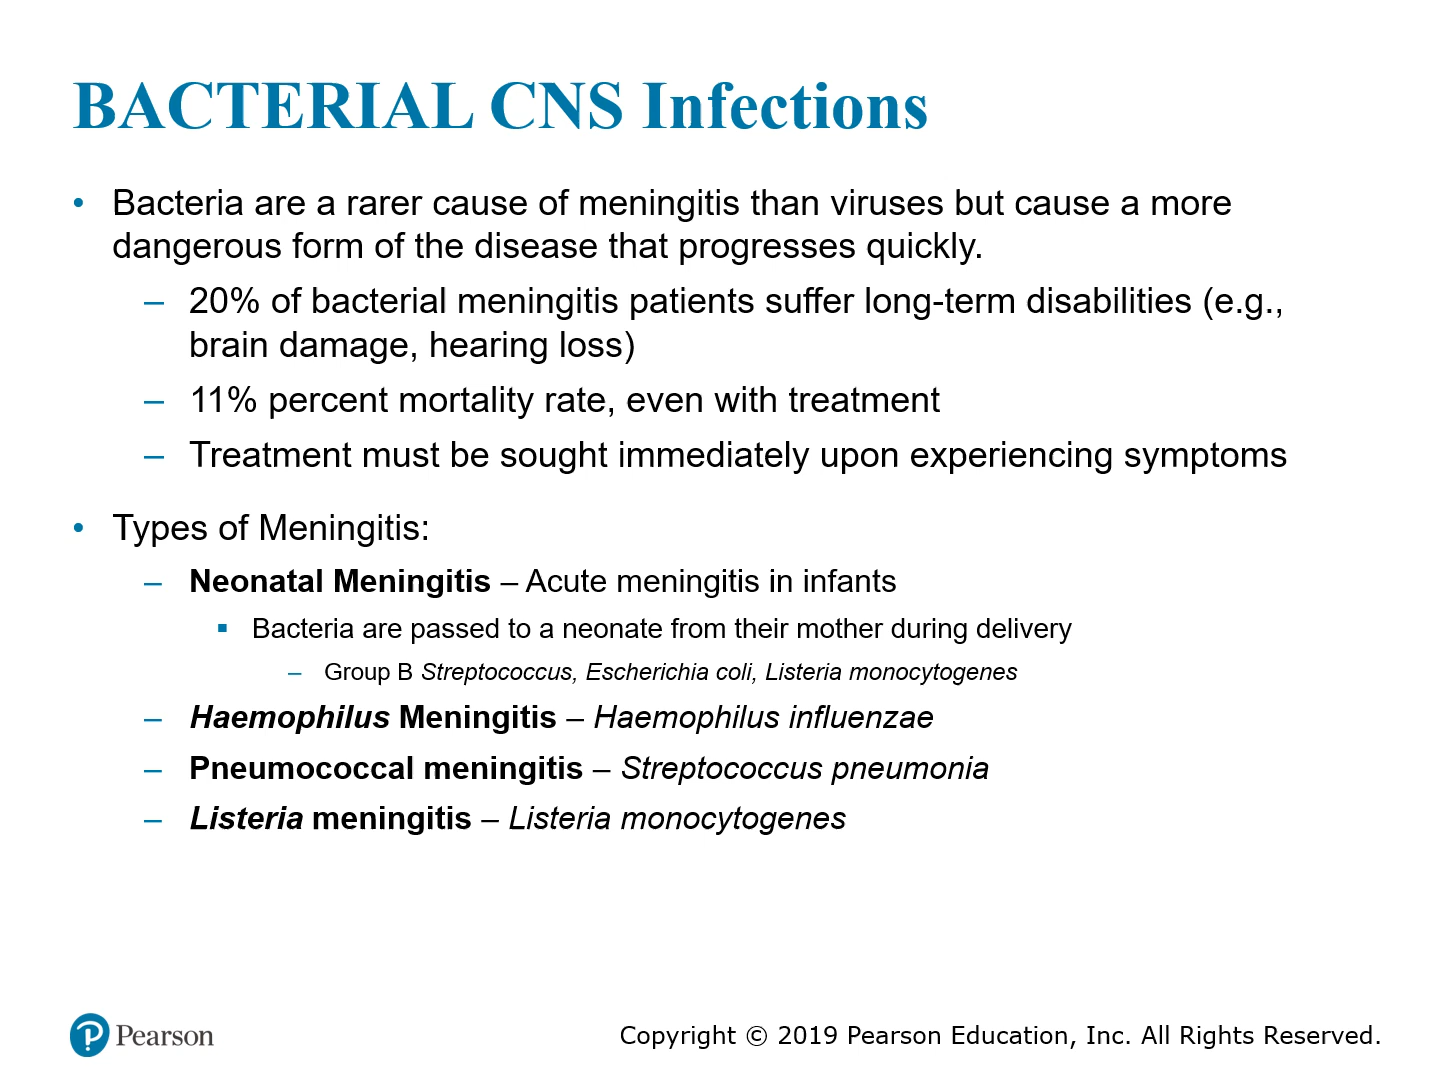 BACTERIAL CNS Infections
• Bacteria are a rarer cause of meningitis than viruses but cause a more
dangerous form of the disease that progresses quickly.
– 20% of bacterial meningitis patients suffer long-term disabilities (e.g.,
brain damage, hearing loss)
– 11% percent mortality rate, even with treatment
– Treatment must be sought immediately upon experiencing symptoms
• Types of Meningitis:
– Neonatal Meningitis – Acute meningitis in infants
▪ Bacteria are passed to a neonate from their mother during delivery
– Group B Streptococcus, Escherichia coli, Listeria monocytogenes
– Haemophilus Meningitis – Haemophilus influenzae
– Pneumococcal meningitis – Streptococcus pneumonia
– Listeria meningitis – Listeria monocytogenes
Pearson
Copyright © 2019 Pearson Education, Inc. All Rights Reserved.